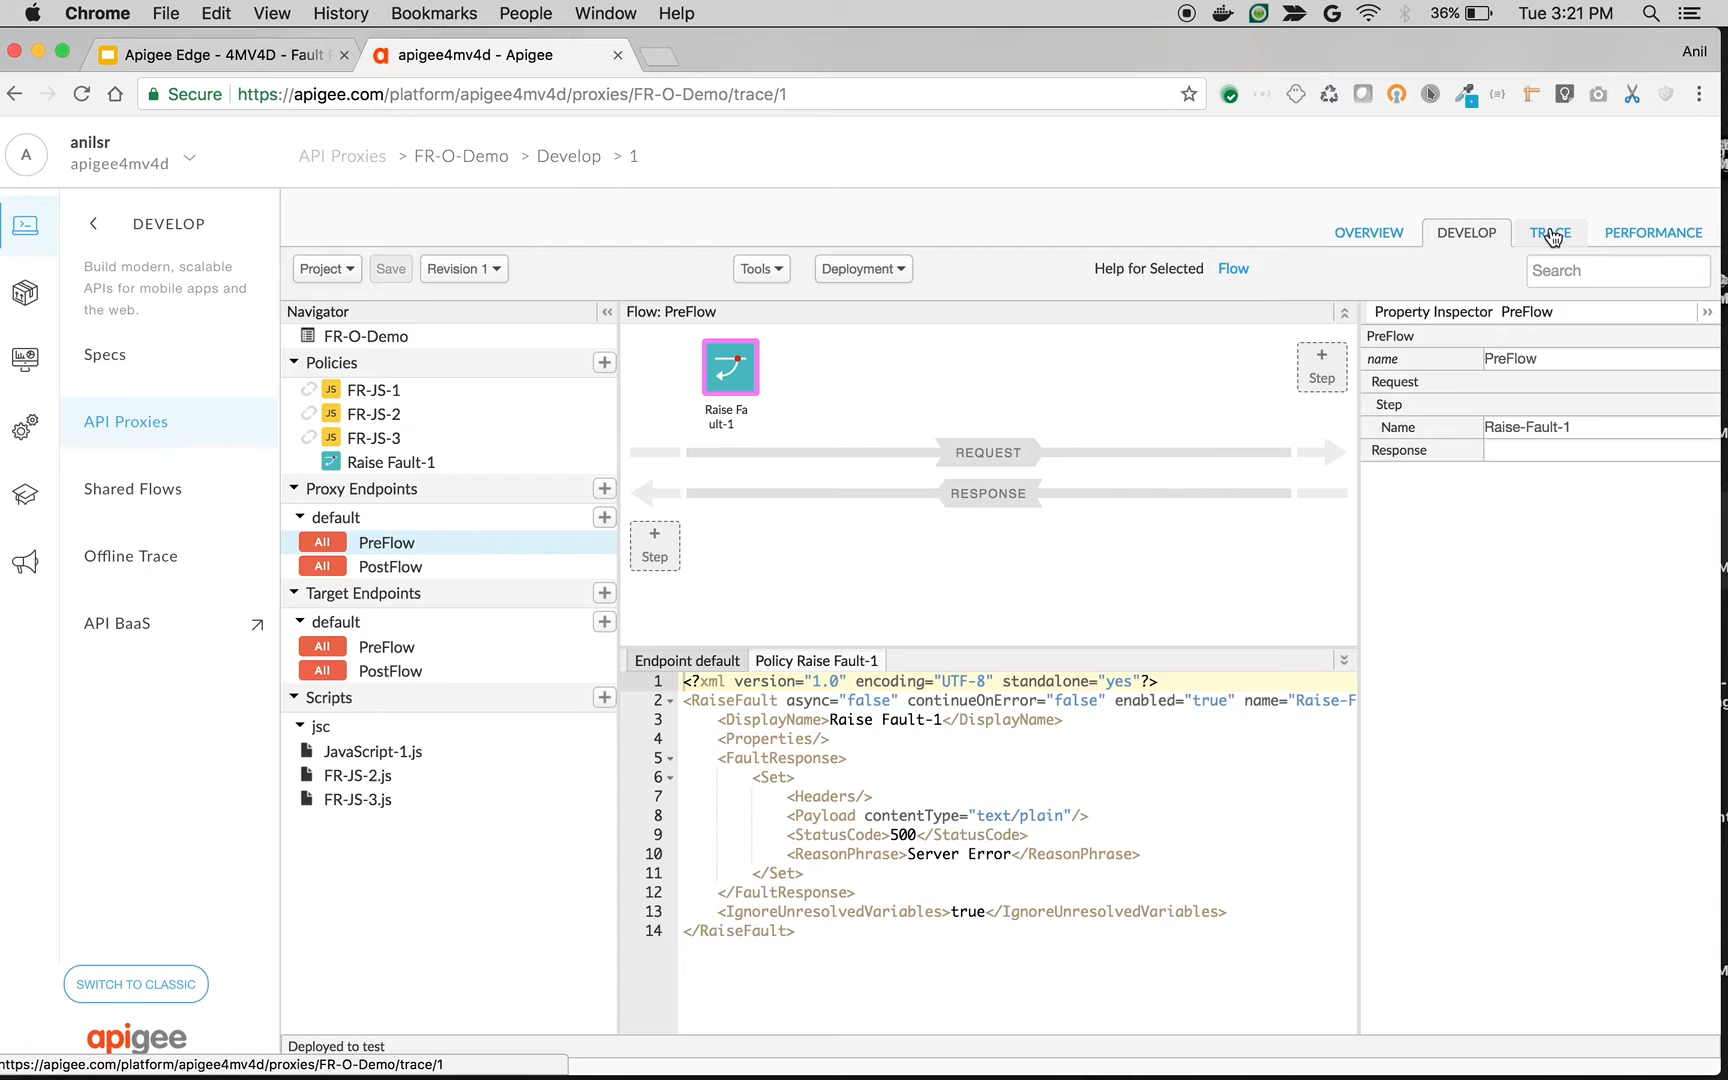 Chrome File Edit View History Bookmarks People Window Help 36% Tue 3:21 PM
Apigee Edge - 4MV4D - Fault apigee4mv4d - Apigee Anil
Secure https://apigee.com/platform/apigee4mv4d/proxies/FR-O-Demo/trace/1
A anilsr
apigee4mv4d
API Proxies > FR-O-Demo > Develop > 1
DEVELOP
Build modern, scalable
APIs for mobile apps and
the web.
Specs
API Proxies
Shared Flows
Offline Trace
API BaaS
SWITCH TO CLASSIC
apigee
OVERVIEW DEVELOP TRACE PERFORMANCE
Project Save Revision 1 Tools Deployment Help for Selected Flow Search
Navigator
FR-O-Demo
Policies
JS FR-JS-1
JS FR-JS-2
JS FR-JS-3
Raise Fault-1
Proxy Endpoints
default
All PreFlow
All PostFlow
Target Endpoints
default
All PreFlow
All PostFlow
Scripts
jsc
JavaScript-1.js
FR-JS-2.js
FR-JS-3.js
Flow: PreFlow
Raise Fa
ult-1
+
Step
REQUEST
RESPONSE
+
Step
Endpoint default Policy Raise Fault-1
1 <?xml version="1.0" encoding="UTF-8" standalone="yes"?>
2 <RaiseFault async="false" continueOnError="false" enabled="true" name="Raise-F
3 <DisplayName>Raise Fault-1</DisplayName>
4 <Properties/>
5 <FaultResponse>
6 <Set>
7 <Headers/>
8 <Payload contentType="text/plain"/>
9 <StatusCode>500</StatusCode>
10 <ReasonPhrase>Server Error</ReasonPhrase>
11 </Set>
12 </FaultResponse>
13 <IgnoreUnresolvedVariables>true</IgnoreUnresolvedVariables>
14 </RaiseFault>
Property Inspector PreFlow
PreFlow
name PreFlow
Request
Step
Name Raise-Fault-1
Response
Deployed to test
https://apigee.com/platform/apigee4mv4d/proxies/FR-O-Demo/trace/1